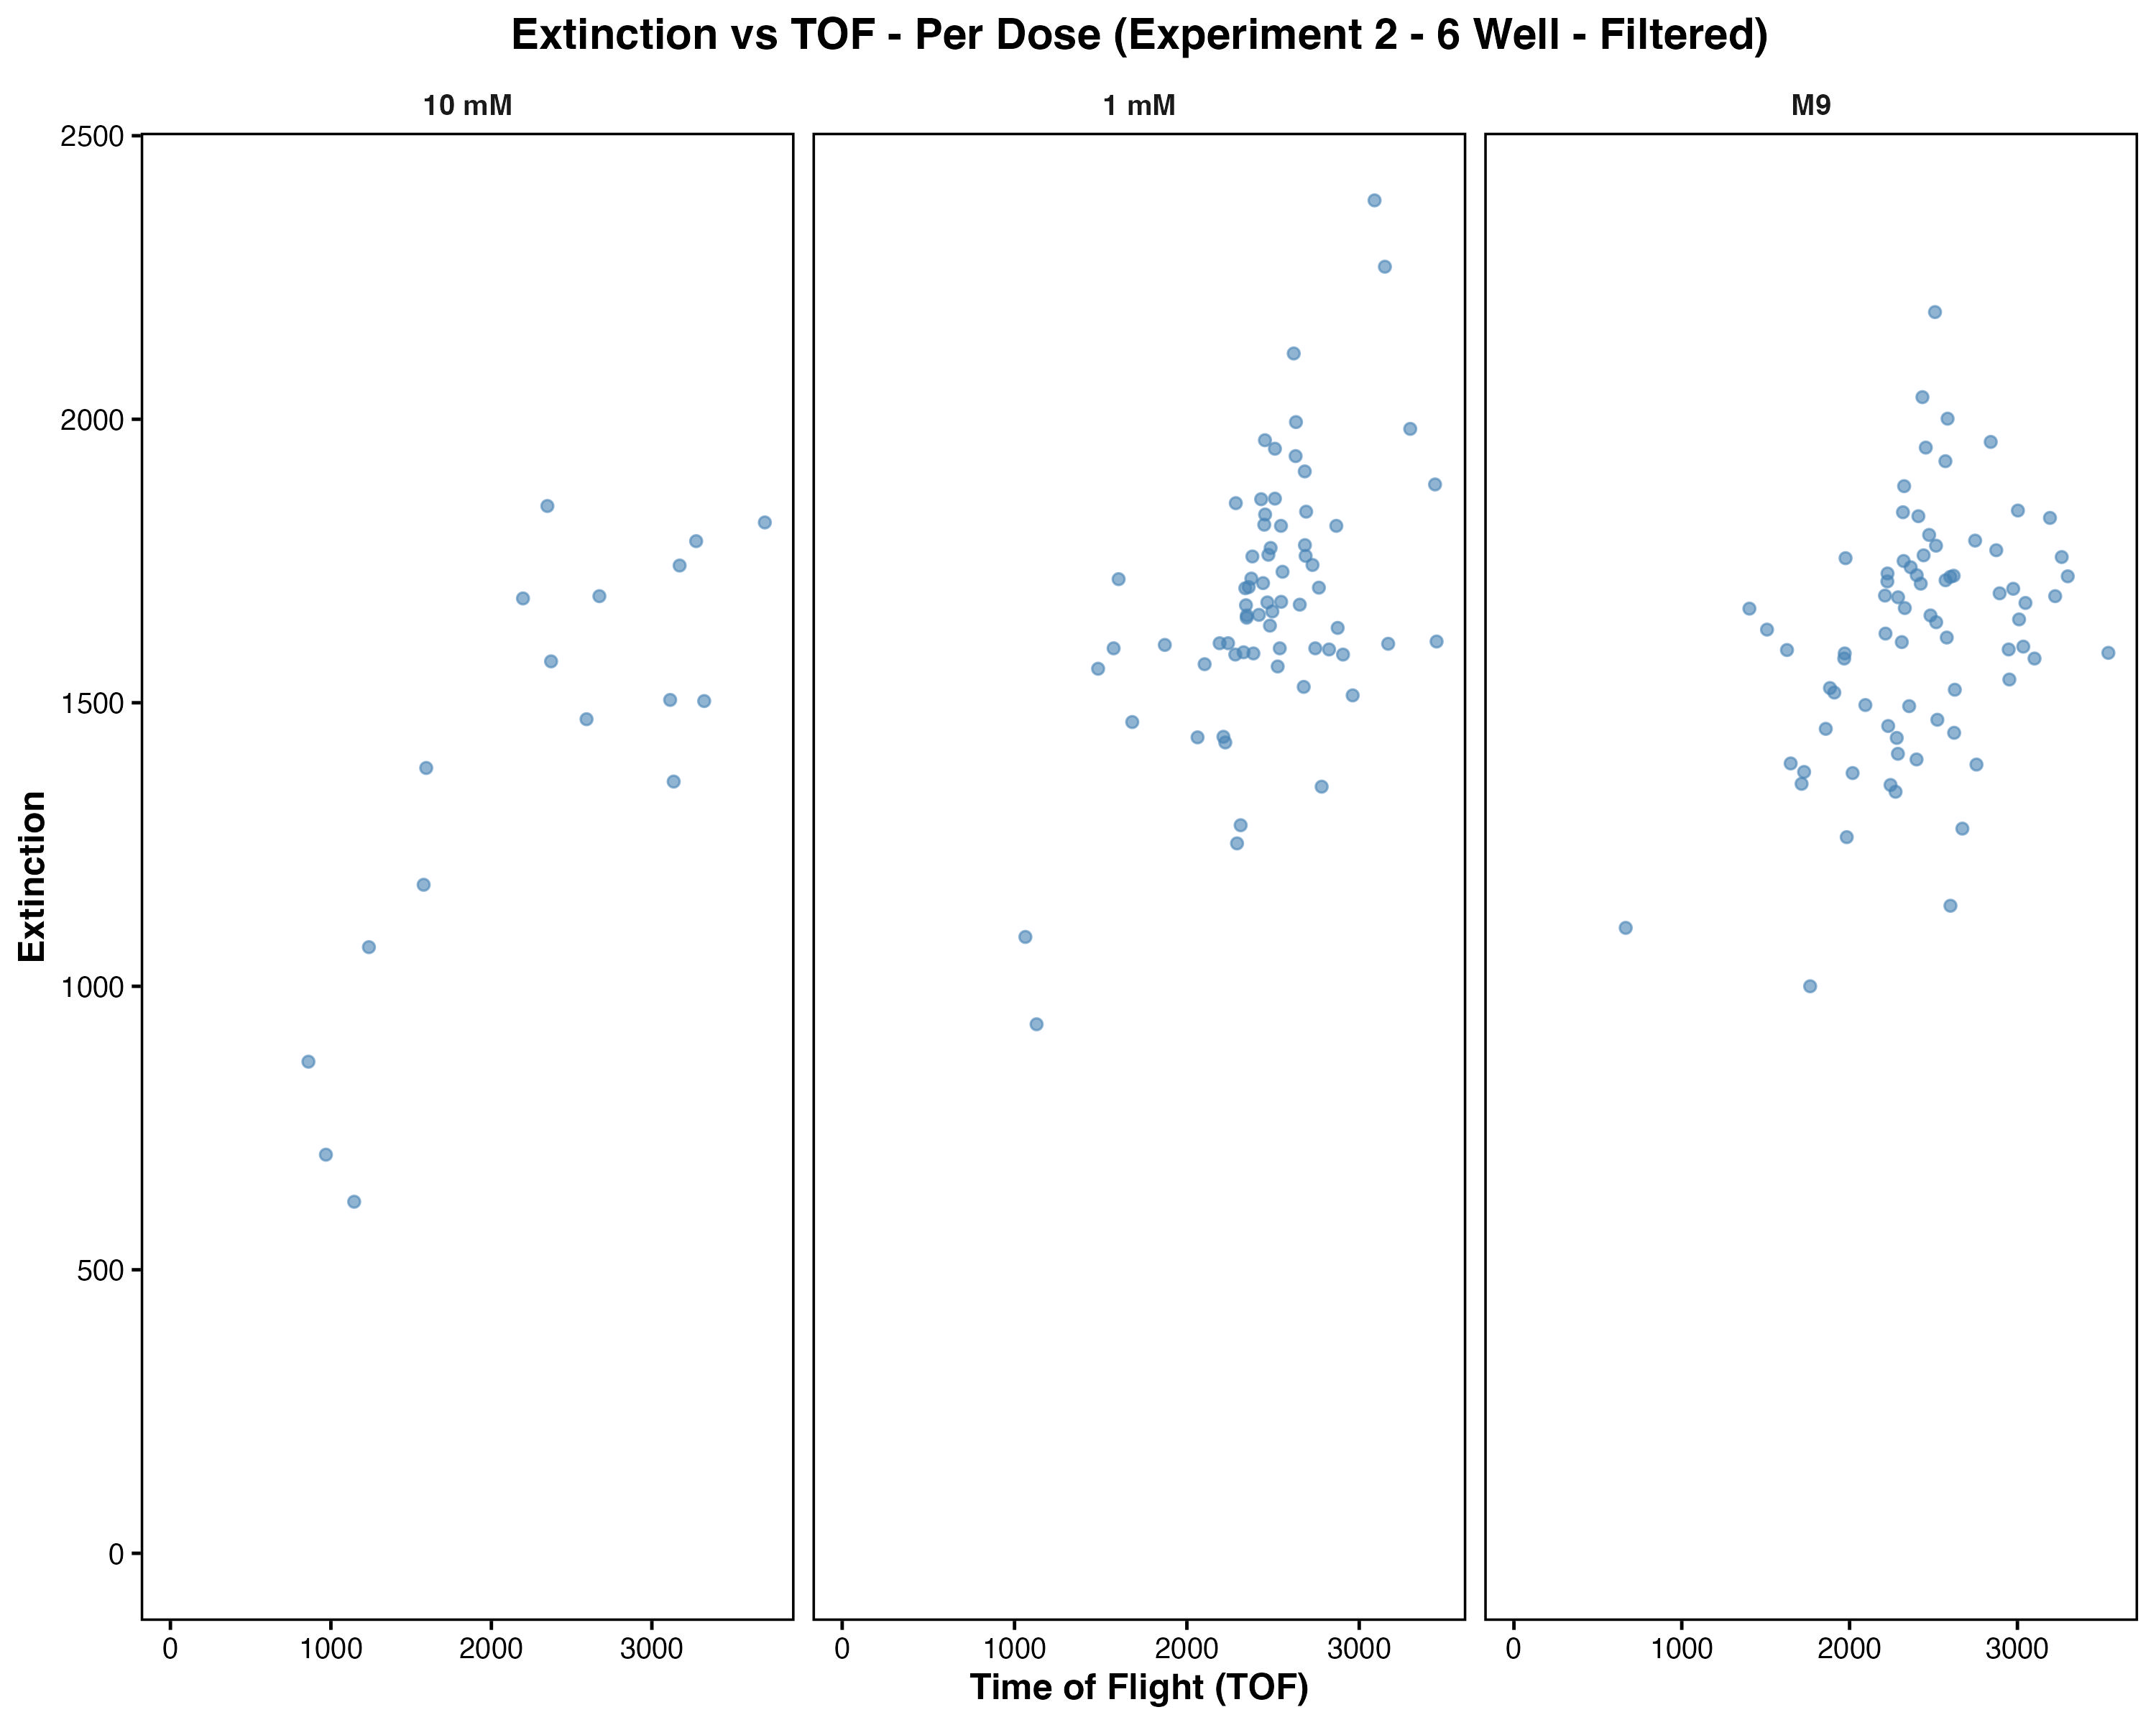 Extinction vs TOF - Per Dose (Experiment 2 - 6 Well - Filtered)
10 mM
1 mM
M9
2500
2000
1500
1000
500
0
Extinction
0 1000 2000 3000
0 1000 2000 3000
0 1000 2000 3000
Time of Flight (TOF)